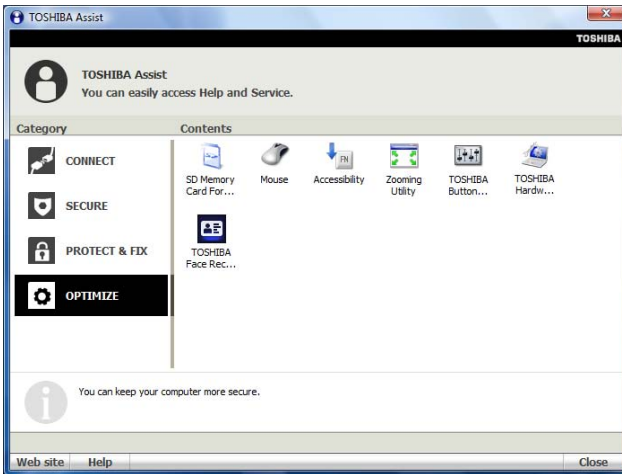 TOSHIBA Assist
TOSHIBA
TOSHIBA Assist
You can easily access Help and Service.
Category
Contents
CONNECT
SECURE
PROTECT & FIX
OPTIMIZE
SD Memory
Card For...
Mouse
Accessibility
FN
Zooming
Utility
TOSHIBA
Button...
TOSHIBA
Hardw...
TOSHIBA
Face Rec...
You can keep your computer more secure.
Web site
Help
Close